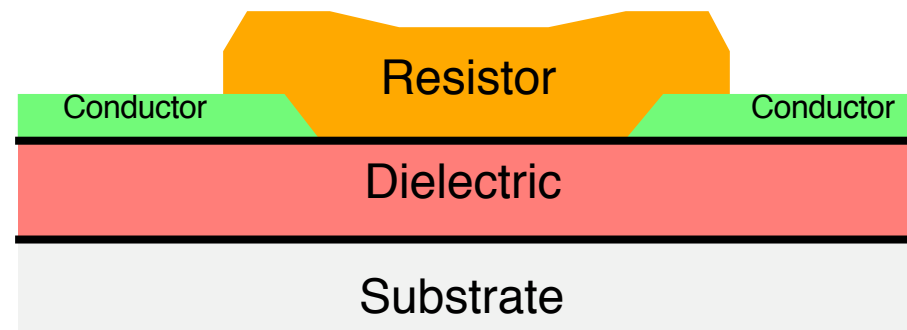 Resistor
Conductor
Conductor
Dielectric
Substrate